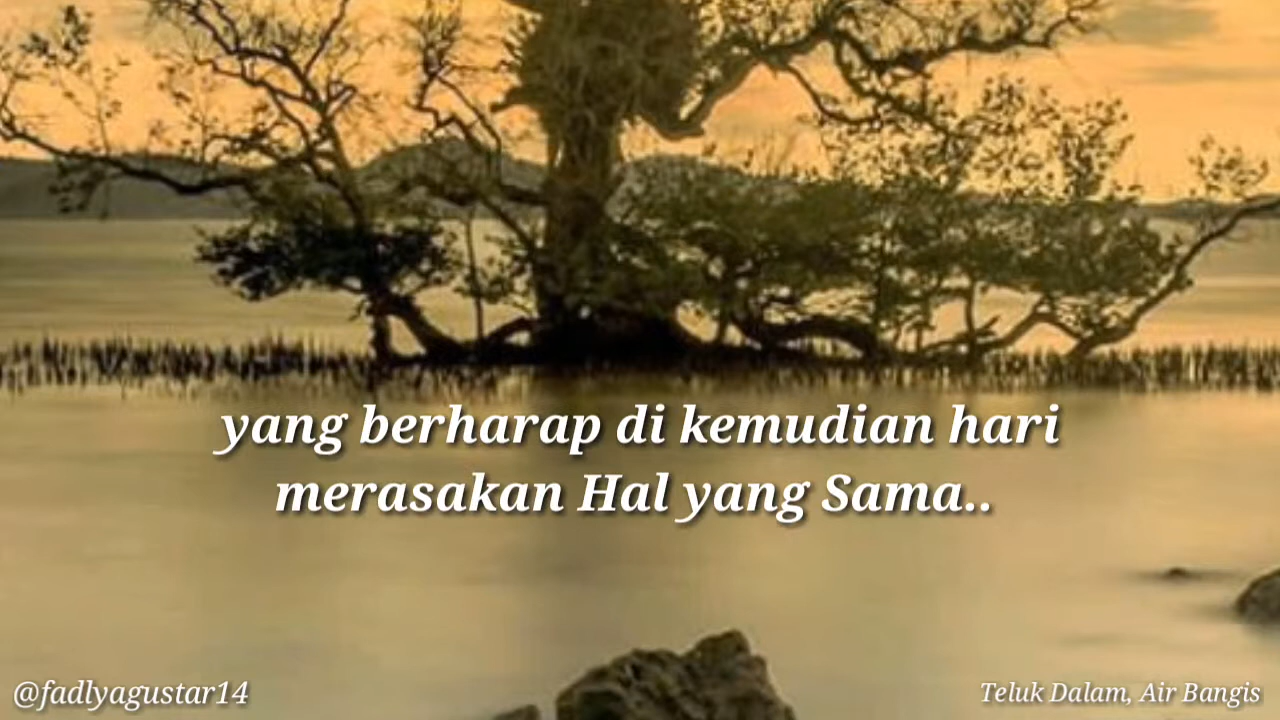 yang berharap di kemudian hari
merasakan Hal yang Sama..
@fadlyagustar14
Teluk Dalam, Air Bangis